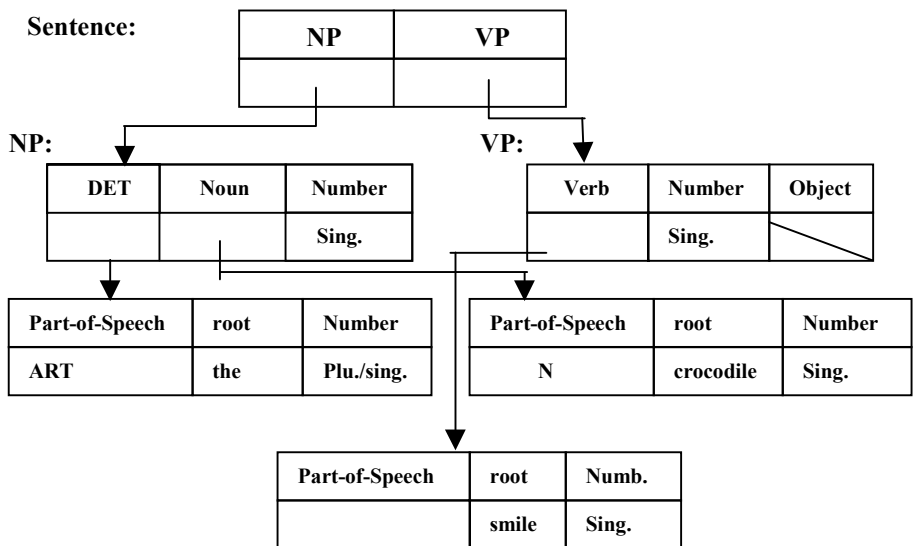 Sentence:
NP VP
NP: VP:
DET Noun Number
Sing.
Verb Number Object
Sing.
Part-of-Speech root Number
ART the Plu./sing.
Part-of-Speech root Number
N crocodile Sing.
Part-of-Speech root Numb.
smile Sing.